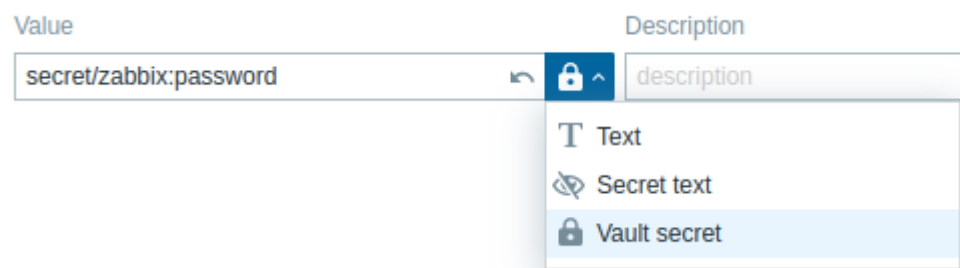 Value Description
secret/zabbix:password description
Text
Secret text
Vault secret